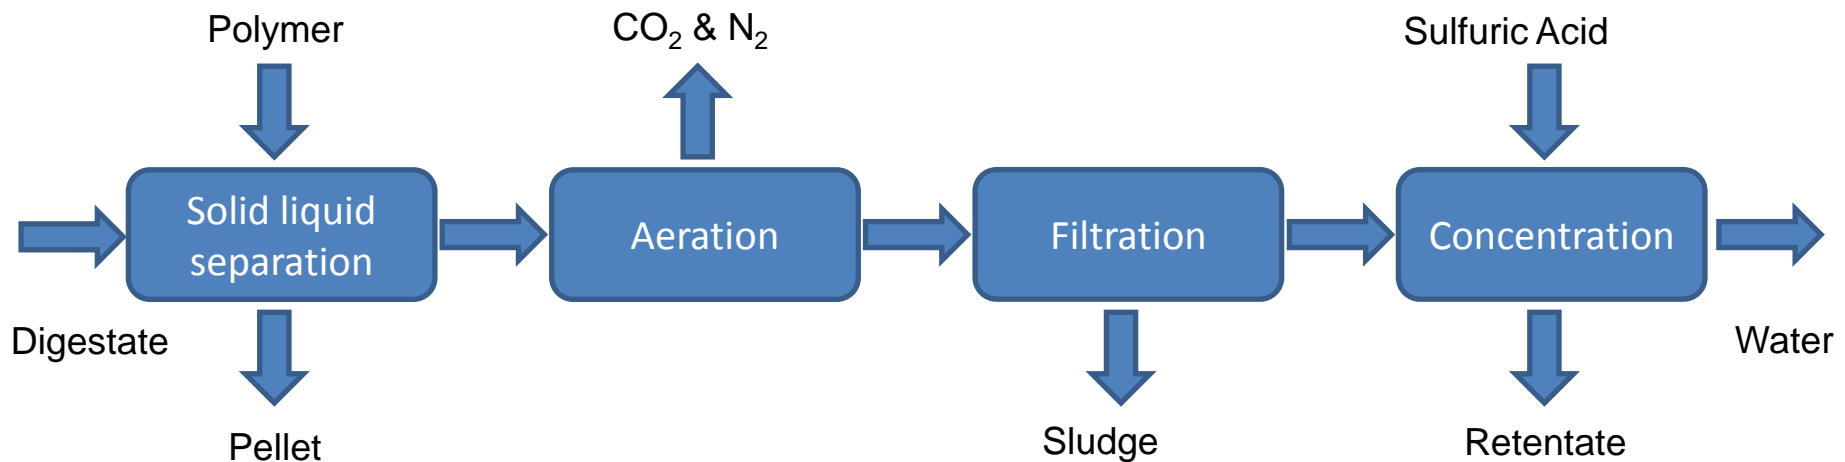 Polymer
CO₂ & N₂
Sulfuric Acid
Solid liquid
separation
Aeration
Filtration
Concentration
Digestate
Water
Pellet
Sludge
Retentate